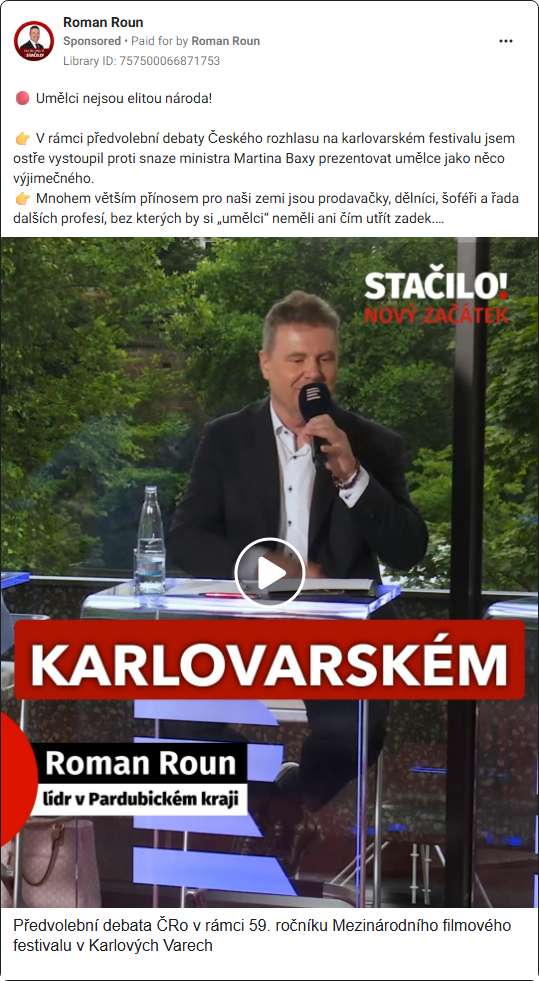 Roman Roun
Sponsored • Paid for by Roman Roun
Library ID: 757500066871753
Umělci nejsou elitou národa!
V rámci předvolební debaty Českého rozhlasu na karlovarském festivalu jsem
ostře vystoupil proti snaze ministra Martina Baxy prezentovat umělce jako něco
výjimečného.
Mnohem větším přínosem pro naši zemi jsou prodavačky, dělníci, šoféři a řada
dalších profesí, bez kterých by si „umělci“ neměli ani čím utřít zadek....
STAČILO!
NOVÝ ZAČÁTEK
KARLOVARSKÉM
Roman Roun
lídr v Pardubickém kraji
Předvolební debata ČRo v rámci 59. ročníku Mezinárodního filmového
festivalu v Karlových Varech